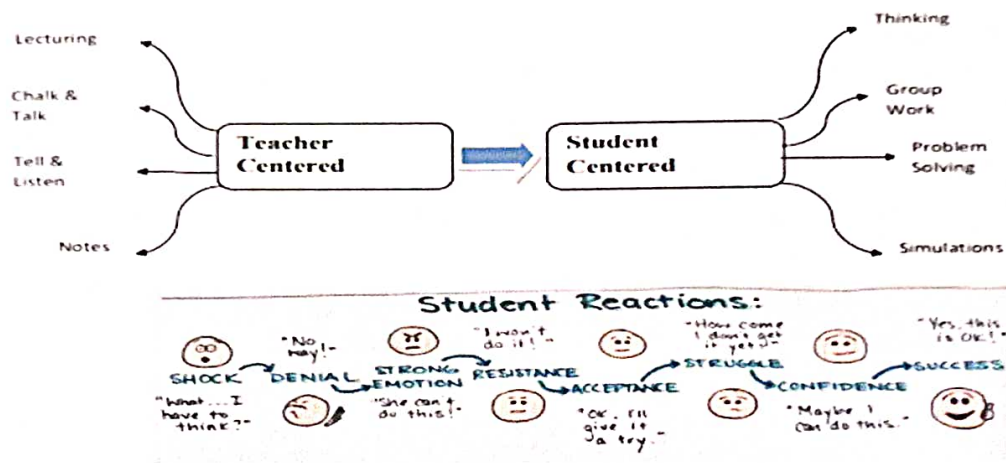 Lecturing
Chalk &
Talk
Tell &
Listen
Notes
Teacher
Centered
Student
Centered
Thinking
Group
Work
Problem
Solving
Simulations
Student Reactions:
SHOCK
"What...I
have to
think?"
"No
way!"
DENIAL
STRONG
EMOTION
"She can't
do this!"
"I won't
do it!"
RESISTANCE
ACCEPTANCE
"OK, I'll
give it
a try."
"How come
I don't get
it yet?"
STRUGGLE
CONFIDENCE
"Maybe I
can do this."
"Yes, this
is OK!"
SUCCESS